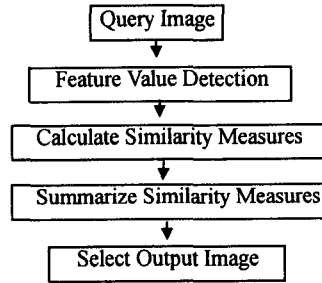 Query Image
Feature Value Detection
Calculate Similarity Measures
Summarize Similarity Measures
Select Output Image